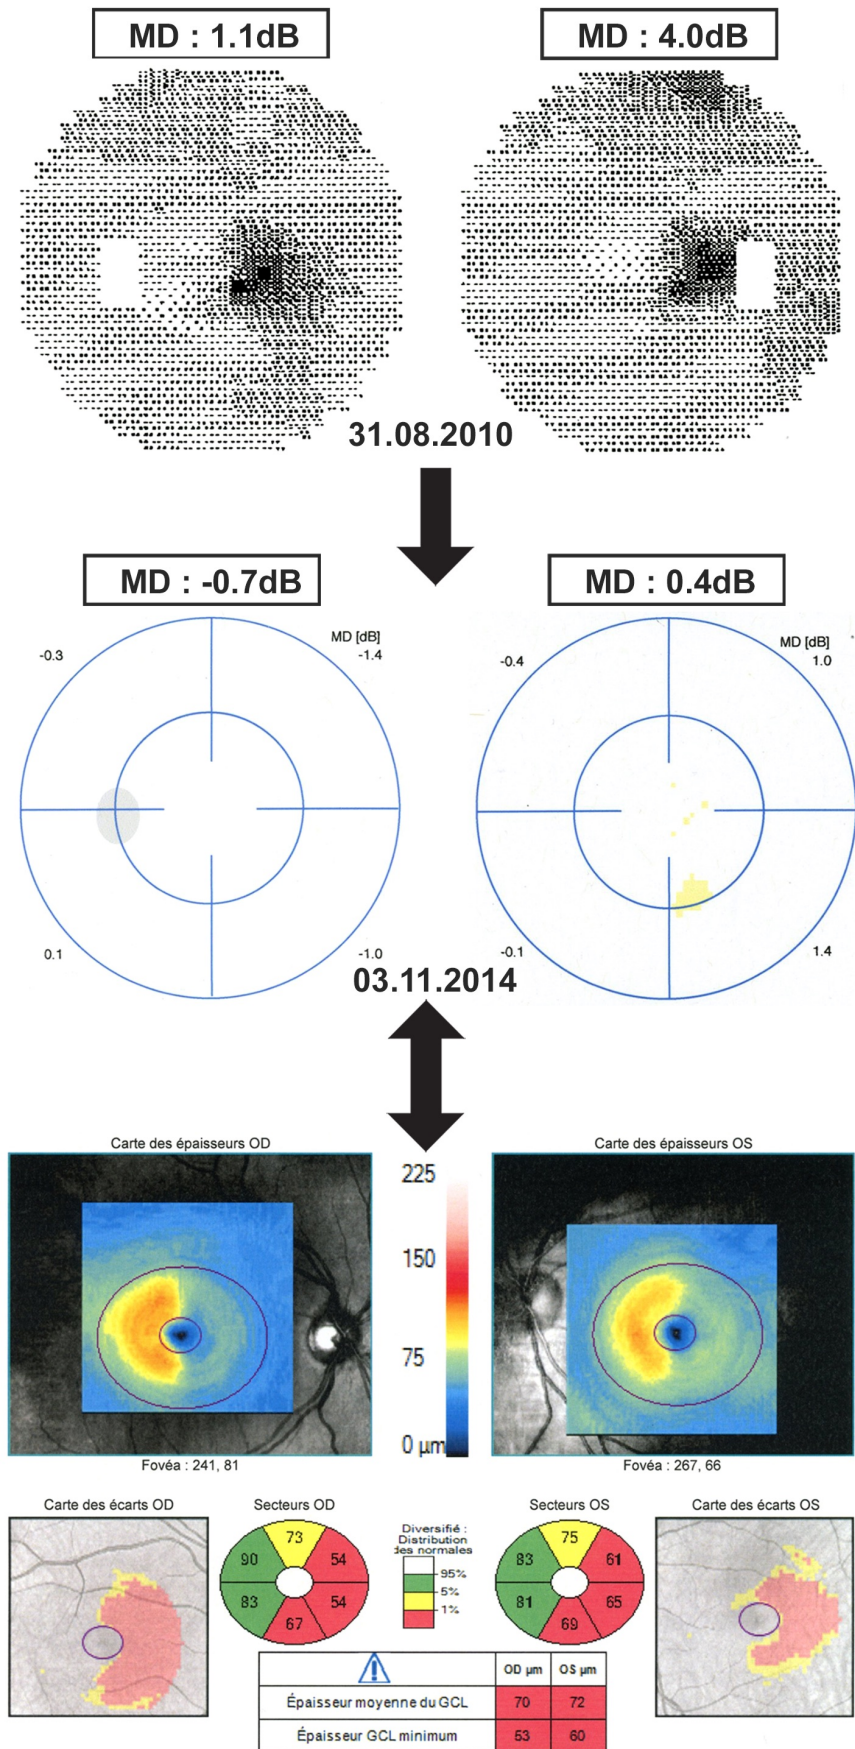 MD : 1.1dB
MD : 4.0dB
31.08.2010
MD : -0.7dB
MD : 0.4dB
MD [dB]
-0.3
-1.4
0.1
-1.0
MD [dB]
-0.4
1.0
-0.1
1.4
03.11.2014
Carte des épaisseurs OD
Carte des épaisseurs OS
225
150
75
0 µm
Fovéa : 241, 81
Fovéa : 267, 66
Carte des écarts OD
Secteurs OD
Secteurs OS
Carte des écarts OS
73
90
54
83
54
67
Diversifié :
Distribution
des normales
95%
5%
1%
75
83
61
81
65
69
OD µm
OS µm
Épaisseur moyenne du GCL
70
72
Épaisseur GCL minimum
53
60